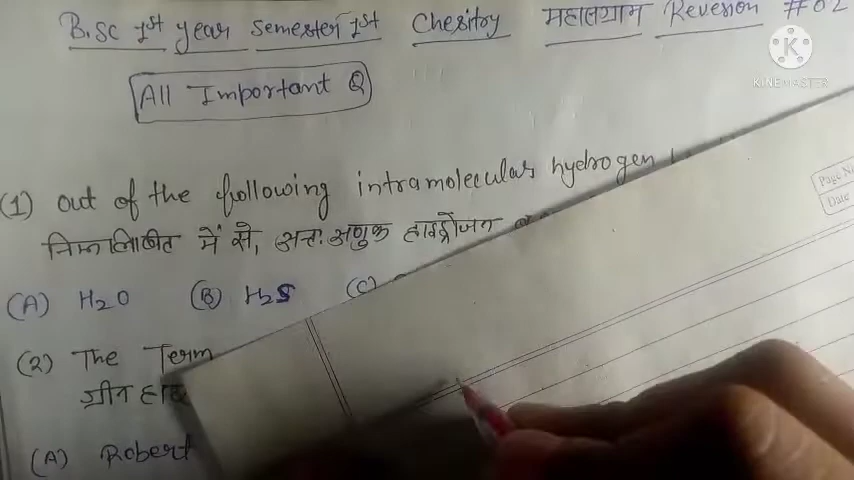 B.Sc 1st year semester 1st Chesitry महासग्राम Revesion #02
KINEMASTER
All Important Q
Page No
Date
(1) out of the following intramolecular hydrogen
निम्नलिखित में से, अन्तः अणुक हाइड्रोजन
(A) H2O (B) H2S (C)
(2) The Term
ग्रीन हाउ
(A) Robert